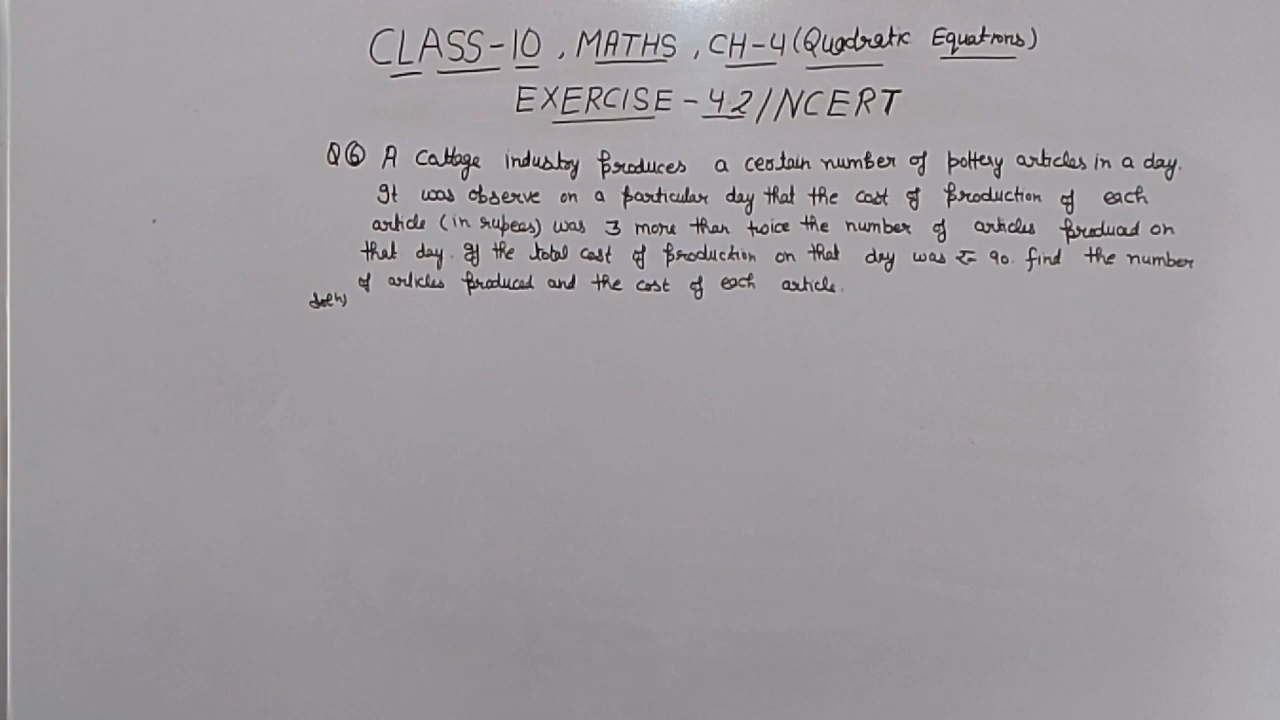 CLASS-10, MATHS, CH-4 (Quadratic Equations)
EXERCISE-4.2/NCERT
Q⑥ A Cattage industry produces a certain number of pottery articles in a day.
It was observe on a particular day that the cost of production of each
article (in rupees) was 3 more than twice the number of articles produced on
that day. If the total cost of production on that day was ₹ 90. find the number
of articles produced and the cost of each article.